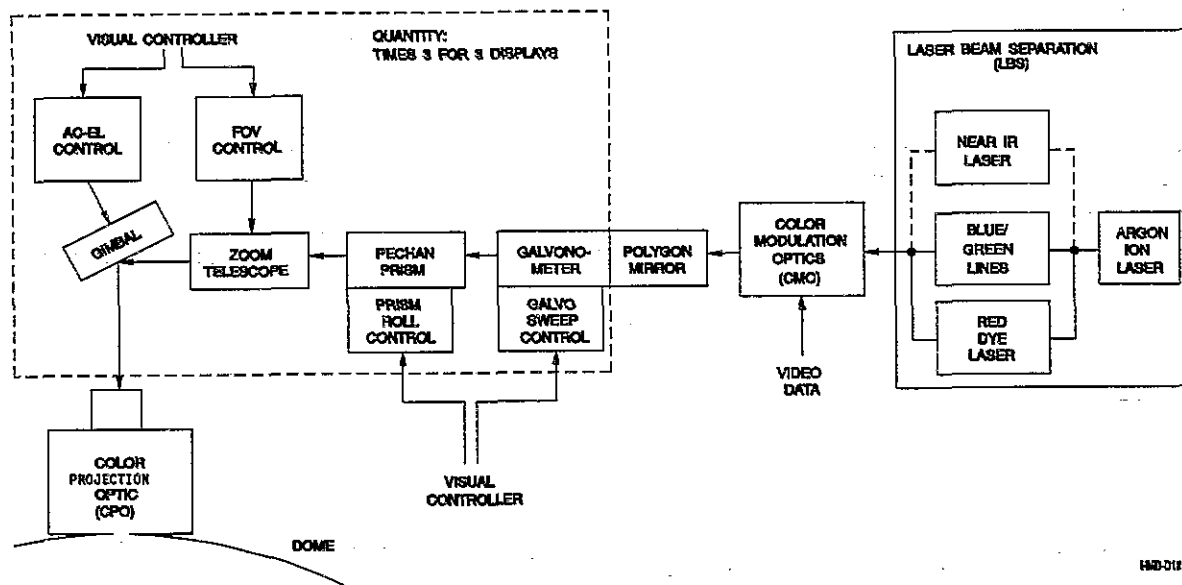 VISUAL CONTROLLER
QUANTITY:
TIMES 3 FOR 3 DISPLAYS
LASER BEAM SEPARATION
(LBS)
AC-EL
CONTROL
FOV
CONTROL
NEAR IR
LASER
GIMBAL
ZOOM
TELESCOPE
PECHAN
PRISM
GALVONO-
METER
POLYGON
MIRROR
COLOR
MODULATION
OPTICS
(CMO)
BLUE/
GREEN
LINES
ARGON
ION
LASER
PRISM
ROLL
CONTROL
GALVO
SWEEP
CONTROL
RED
DYE
LASER
VIDEO
DATA
COLOR
PROJECTION
OPTIC
(CPO)
VISUAL
CONTROLLER
DOME